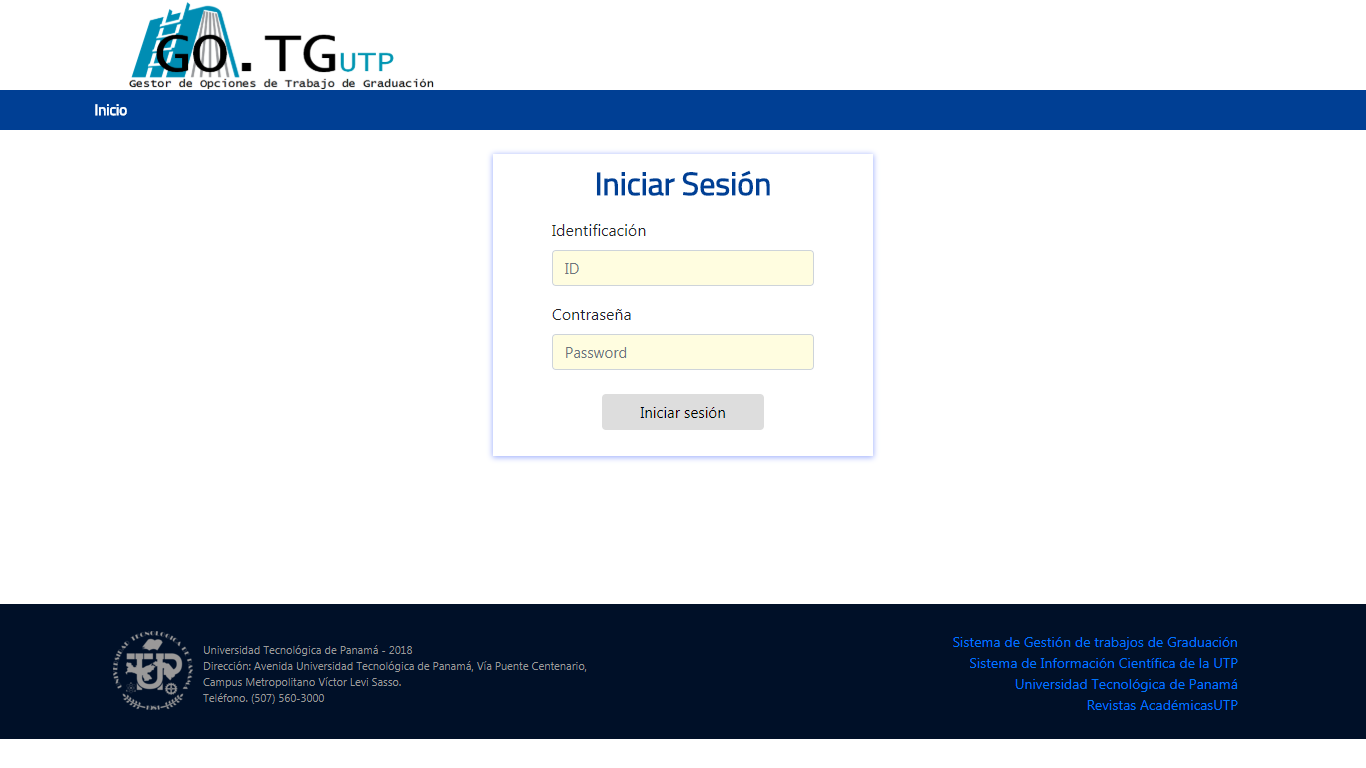 GO.TGUTP
Gestor de Opciones de Trabajo de Graduación
Inicio
Iniciar Sesión
Identificación
ID
Contraseña
Password
Iniciar sesión
Universidad Tecnológica de Panamá - 2018
Dirección: Avenida Universidad Tecnológica de Panamá, Vía Puente Centenario,
Campus Metropolitano Víctor Levi Sasso.
Teléfono. (507) 560-3000
Sistema de Gestión de trabajos de Graduación
Sistema de Información Científica de la UTP
Universidad Tecnológica de Panamá
Revistas AcadémicasUTP